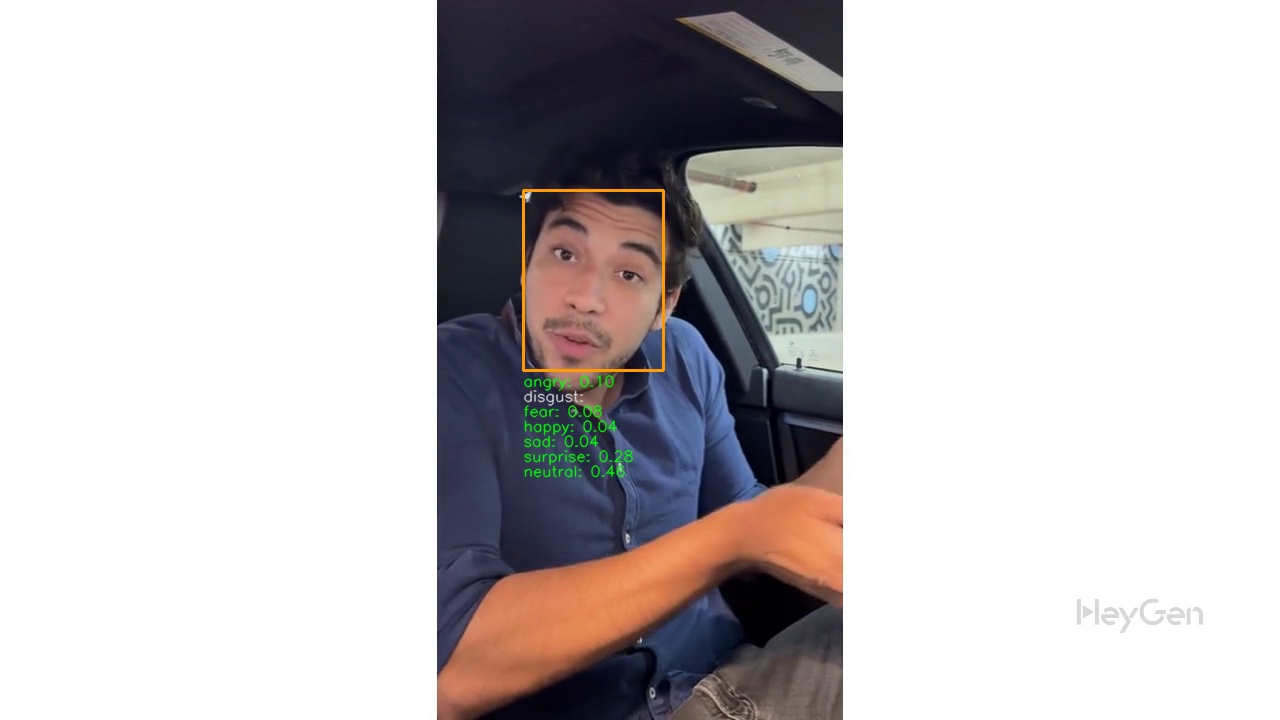 angry: 0.10
disgust:
fear: 0.08
happy: 0.04
sad: 0.04
surprise: 0.28
neutral: 0.46
HeyGen